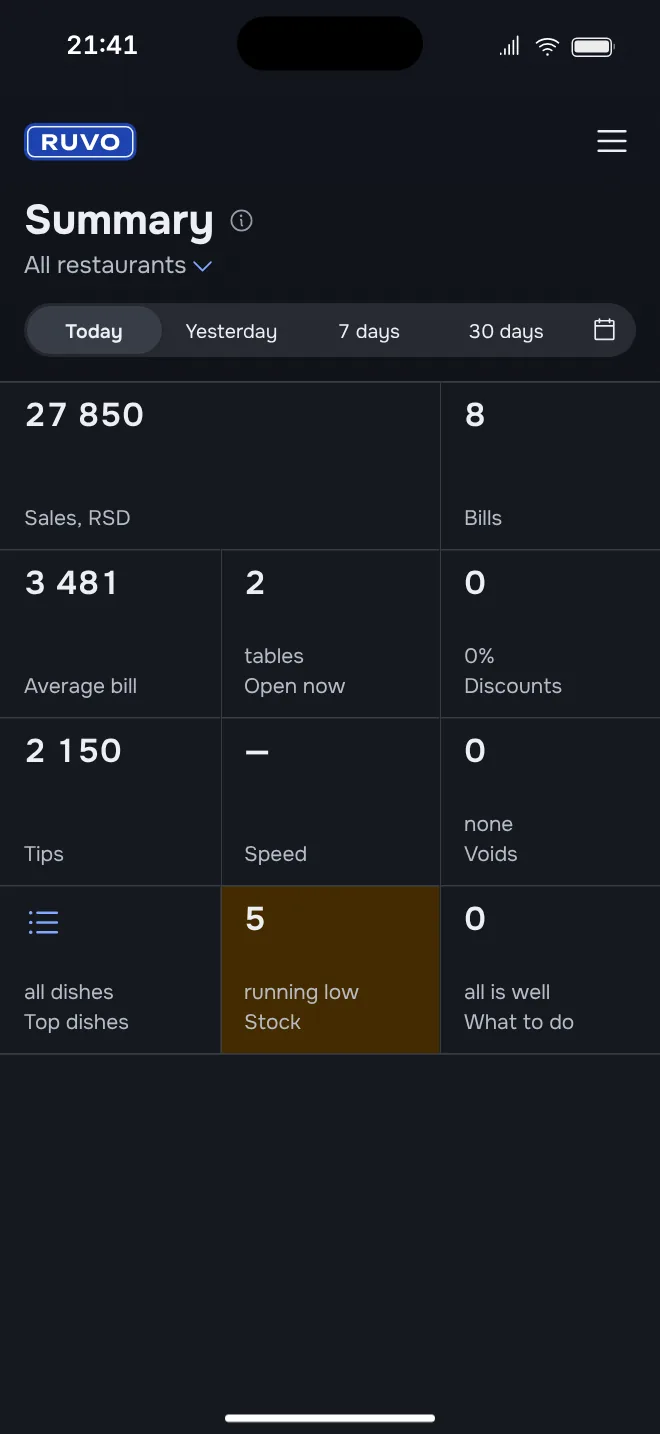 21:41
RUVO
Summary
All restaurants
Today Yesterday 7 days 30 days
27 850
Sales, RSD
8
Bills
3 481
Average bill
2
tables
Open now
0
0%
Discounts
2 150
Tips
—
Speed
0
none
Voids
all dishes
Top dishes
5
running low
Stock
0
all is well
What to do